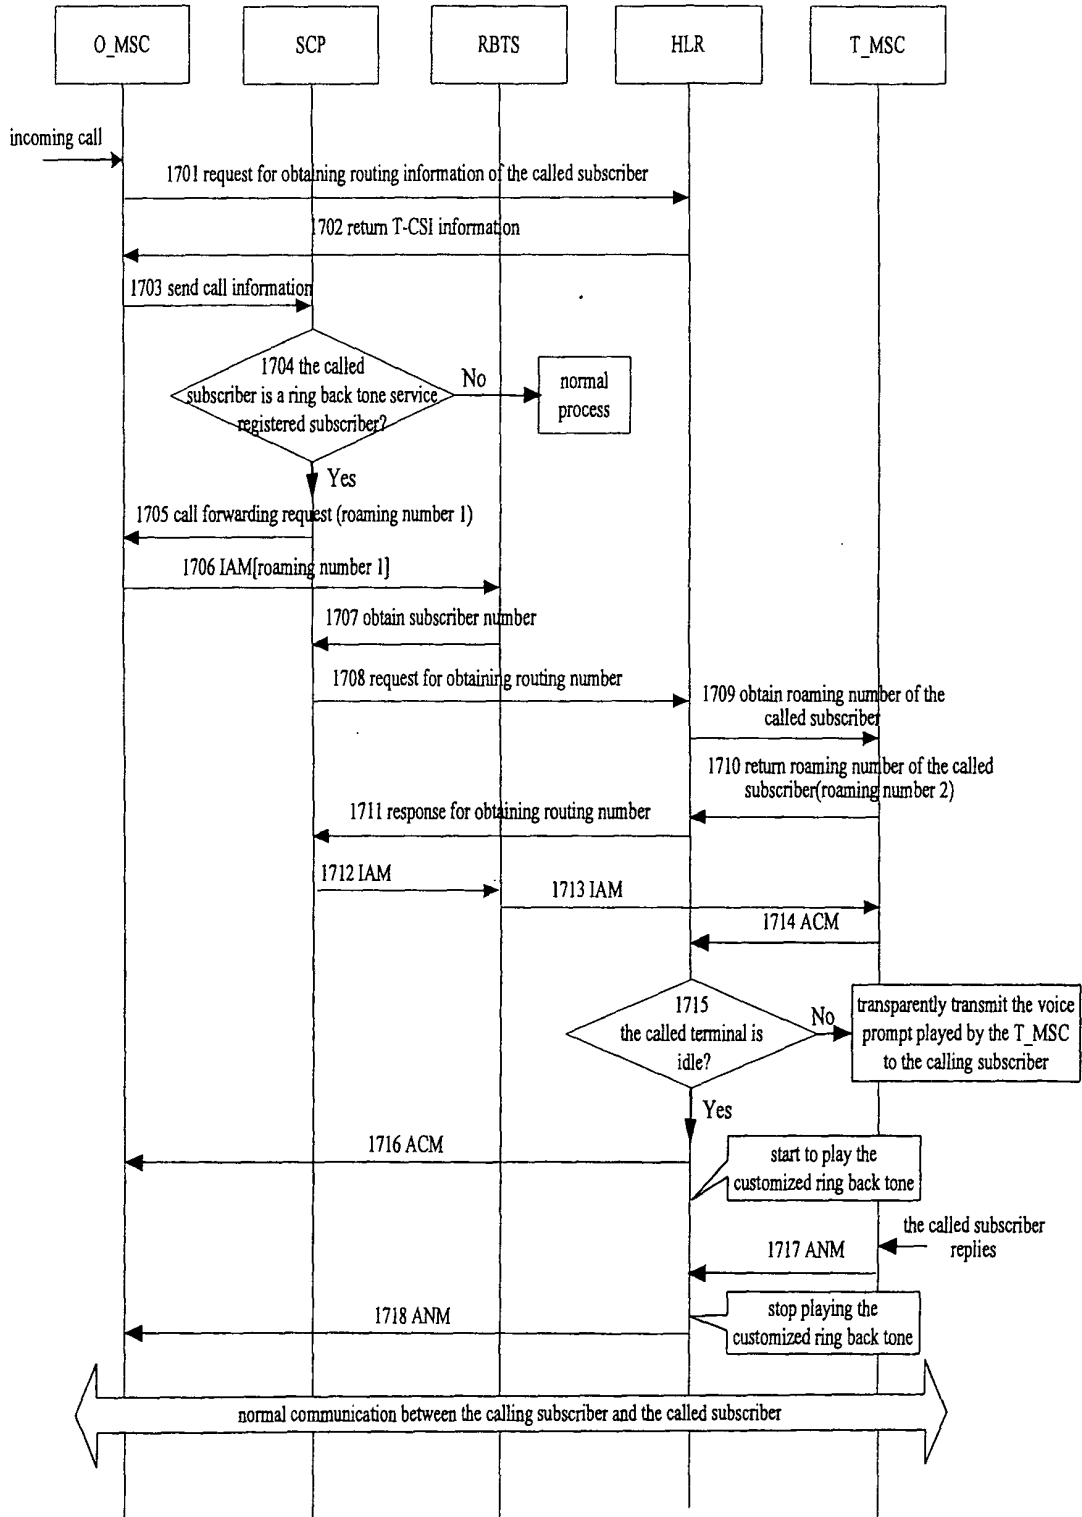 O_MSC
SCP
RBTS
HLR
T_MSC
incoming call
1701 request for obtaining routing information of the called subscriber
1702 return T-CSI information
1703 send call information
1704 the called
subscriber is a ring back tone service
registered subscriber?
No
normal
process
Yes
1705 call forwarding request (roaming number 1)
1706 IAM[roaming number 1]
1707 obtain subscriber number
1708 request for obtaining routing number
1709 obtain roaming number of the
called subscriber
1710 return roaming number of the called
subscriber(roaming number 2)
1711 response for obtaining routing number
1712 IAM
1713 IAM
1714 ACM
1715
the called terminal is
idle?
No
transparently transmit the voice
prompt played by the T_MSC
to the calling subscriber
Yes
1716 ACM
start to play the
customized ring back tone
the called subscriber
replies
1717 ANM
1718 ANM
stop playing the
customized ring back tone
normal communication between the calling subscriber and the called subscriber